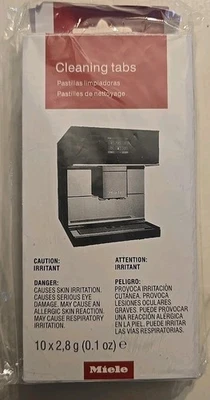 Cleaning tabs
Pastillas limpiadoras
Pastilles de nettoyage
CAUTION:
IRRITANT
DANGER:
CAUSES SKIN IRRITATION.
CAUSES SERIOUS EYE
DAMAGE. MAY CAUSE AN
ALLERGIC SKIN REACTION.
MAY CAUSE RESPIRATORY
IRRITATION.
ATTENTION:
IRRITANT
PELIGRO:
PROVOCA IRRITACIÓN
CUTÁNEA. PROVOCA
LESIONES OCULARES
GRAVES. PUEDE PROVOCAR
UNA REACCIÓN ALÉRGICA
EN LA PIEL. PUEDE IRRITAR
LAS VÍAS RESPIRATORIAS.
10 x 2,8 g (0.1 oz) ℮
Miele